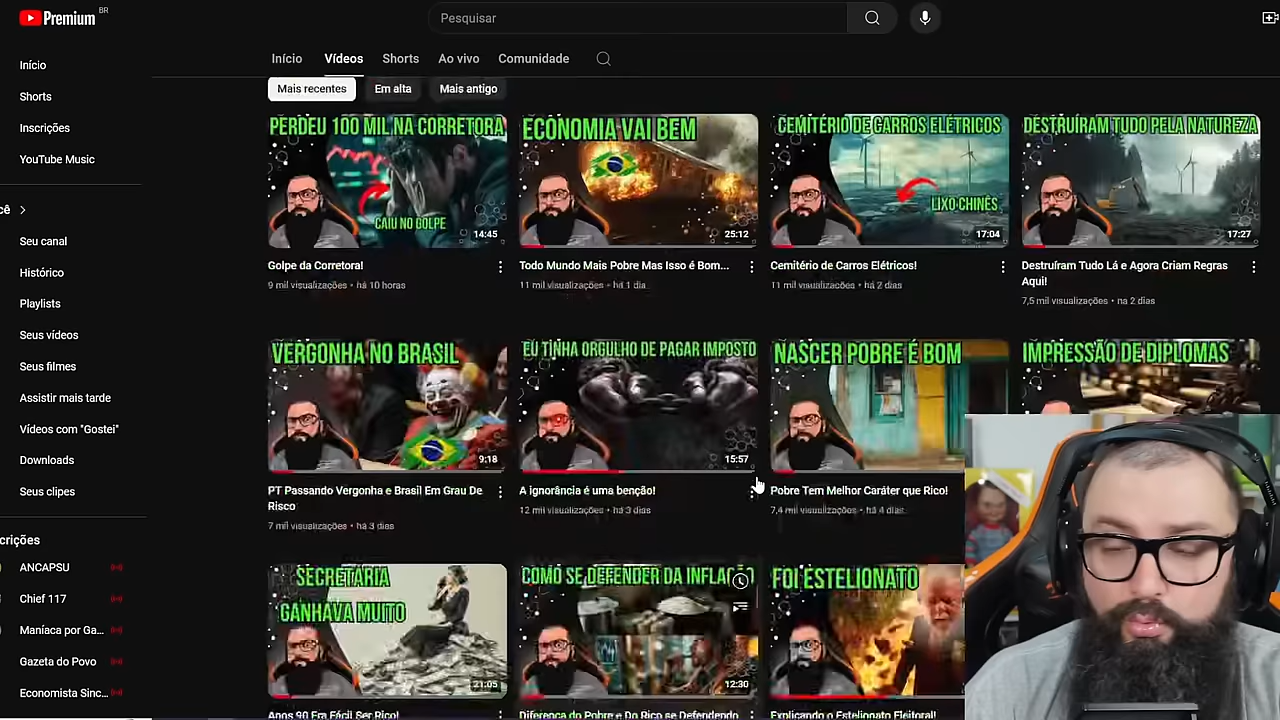 Premium BR
Pesquisar
Início
Shorts
Inscrições
YouTube Music
cê
Seu canal
Histórico
Playlists
Seus vídeos
Seus filmes
Assistir mais tarde
Vídeos com "Gostei"
Downloads
Seus clipes
crições
ANCAPSU
Chief 117
Maníaca por Ga...
Gazeta do Povo
Economista Sinc...
Início Vídeos Shorts Ao vivo Comunidade
Mais recentes Em alta Mais antigo
PERDEU 100 MIL NA CORRETORA
CAIU NO GOLPE
14:45
Golpe da Corretora!
9 mil visualizações • há 10 horas
ECONOMIA VAI BEM
25:12
Todo Mundo Mais Pobre Mas Isso é Bom...
11 mil visualizações • há 1 dia
CEMITÉRIO DE CARROS ELÉTRICOS
LIXO CHINÊS
17:04
Cemitério de Carros Elétricos!
11 mil visualizações • há 2 dias
DESTRUÍRAM TUDO PELA NATUREZA
17:27
Destruíram Tudo Lá e Agora Criam Regras
Aqui!
7,5 mil visualizações • há 2 dias
VERGONHA NO BRASIL
9:18
PT Passando Vergonha e Brasil Em Grau De
Risco
7 mil visualizações • há 3 dias
EU TINHA ORGULHO DE PAGAR IMPOSTO
15:57
A ignorância é uma benção!
12 mil visualizações • há 3 dias
NASCER POBRE É BOM
Pobre Tem Melhor Caráter que Rico!
7,4 mil visualizações • há 4 dias
IMPRESSÃO DE DIPLOMAS
SECRETÁRIA
GANHAVA MUITO
21:05
Anos 90 Era Fácil Ser Rico!
COMO SE DEFENDER DA INFLAÇÃO
12:30
Diferença do Pobre e Do Rico se Defendendo
FOI ESTELIONATO
Explicando o Estelionato Eleitoral!